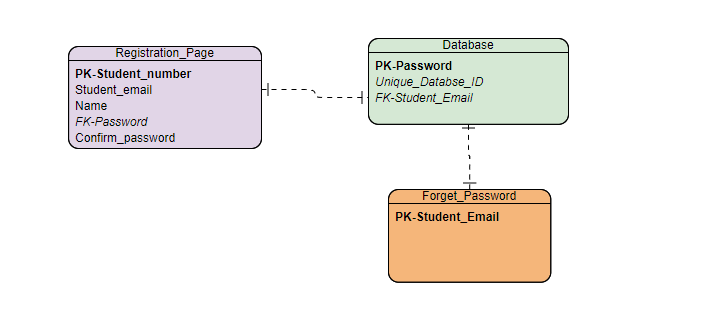 Registration_Page
PK-Student_number
Student_email
Name
FK-Password
Confirm_password
Database
PK-Password
Unique_Databse_ID
FK-Student_Email
Forget_Password
PK-Student_Email